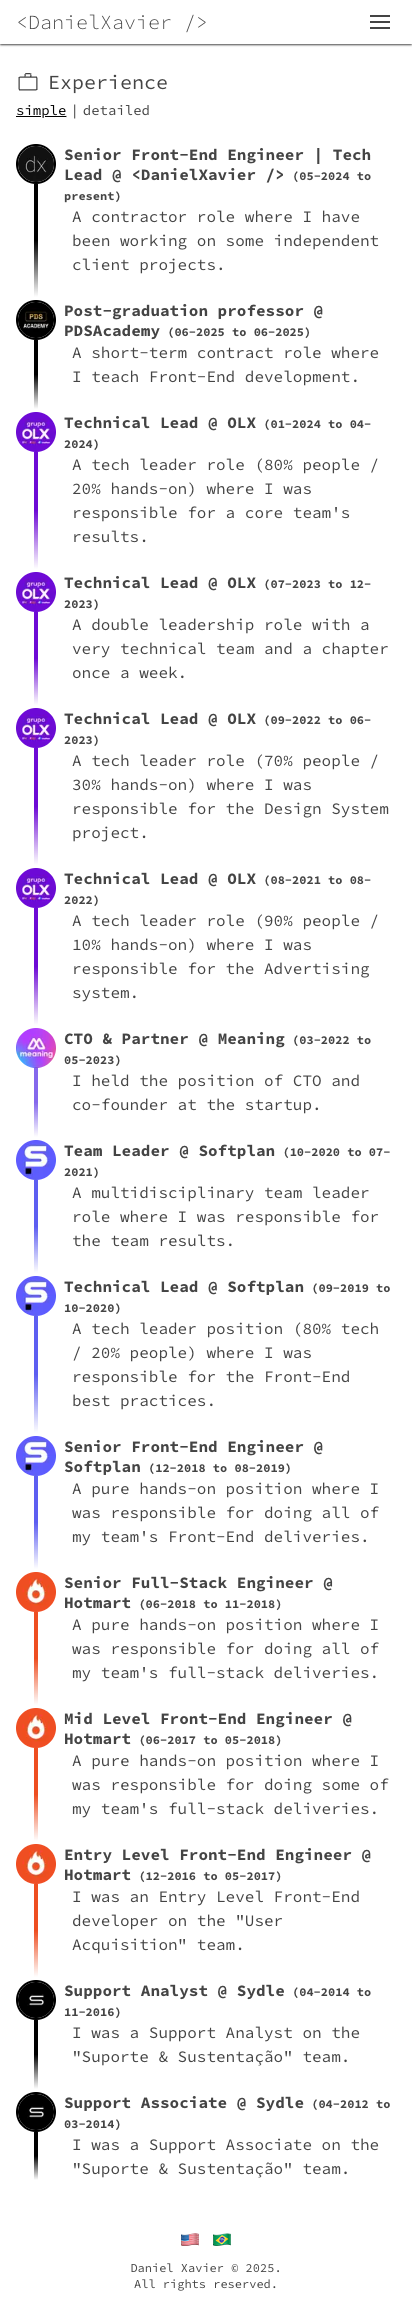 <DanielXavier />
Experience
simple | detailed
dx
Senior Front-End Engineer | Tech
Lead @ <DanielXavier /> (05-2024 to
present)
A contractor role where I have
been working on some independent
client projects.
PDS
ACADEMY
Post-graduation professor @
PDSAcademy (06-2025 to 06-2025)
A short-term contract role where
I teach Front-End development.
grupo
OLX
Technical Lead @ OLX (01-2024 to 04-
2024)
A tech leader role (80% people /
20% hands-on) where I was
responsible for a core team's
results.
grupo
OLX
Technical Lead @ OLX (07-2023 to 12-
2023)
A double leadership role with a
very technical team and a chapter
once a week.
grupo
OLX
Technical Lead @ OLX (09-2022 to 06-
2023)
A tech leader role (70% people /
30% hands-on) where I was
responsible for the Design System
project.
grupo
OLX
Technical Lead @ OLX (08-2021 to 08-
2022)
A tech leader role (90% people /
10% hands-on) where I was
responsible for the Advertising
system.
meaning
CTO & Partner @ Meaning (03-2022 to
05-2023)
I held the position of CTO and
co-founder at the startup.
Team Leader @ Softplan (10-2020 to 07-
2021)
A multidisciplinary team leader
role where I was responsible for
the team results.
Technical Lead @ Softplan (09-2019 to
10-2020)
A tech leader position (80% tech
/ 20% people) where I was
responsible for the Front-End
best practices.
Senior Front-End Engineer @
Softplan (12-2018 to 08-2019)
A pure hands-on position where I
was responsible for doing all of
my team's Front-End deliveries.
Senior Full-Stack Engineer @
Hotmart (06-2018 to 11-2018)
A pure hands-on position where I
was responsible for doing all of
my team's full-stack deliveries.
Mid Level Front-End Engineer @
Hotmart (06-2017 to 05-2018)
A pure hands-on position where I
was responsible for doing some of
my team's full-stack deliveries.
Entry Level Front-End Engineer @
Hotmart (12-2016 to 05-2017)
I was an Entry Level Front-End
developer on the "User
Acquisition" team.
Support Analyst @ Sydle (04-2014 to
11-2016)
I was a Support Analyst on the
"Suporte & Sustentação" team.
Support Associate @ Sydle (04-2012 to
03-2014)
I was a Support Associate on the
"Suporte & Sustentação" team.
Daniel Xavier © 2025.
All rights reserved.